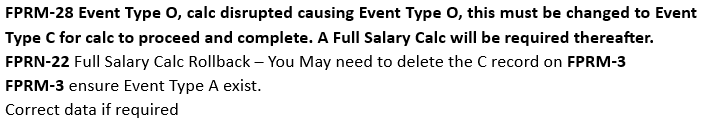 FPRM-28 Event Type O, calc disrupted causing Event Type O, this must be changed to Event
Type C for calc to proceed and complete. A Full Salary Calc will be required thereafter.
FPRN-22 Full Salary Calc Rollback – You May need to delete the C record on FPRM-3
FPRM-3 ensure Event Type A exist.
Correct data if required